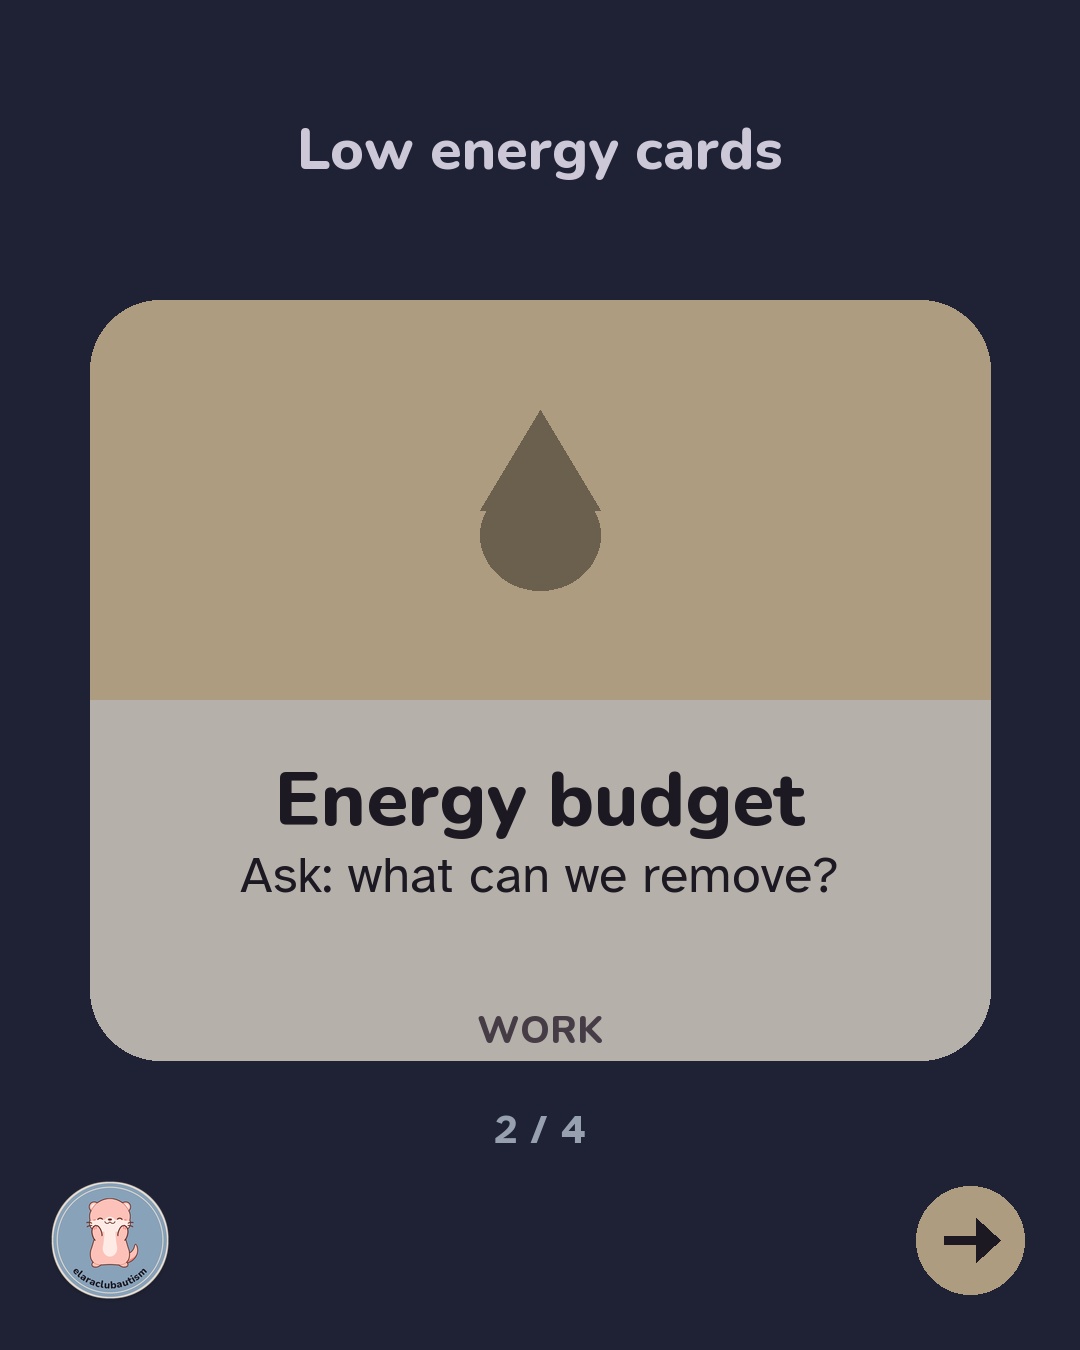 Low energy cards
Energy budget
Ask: what can we remove?
WORK
2 / 4
elaraclubautism